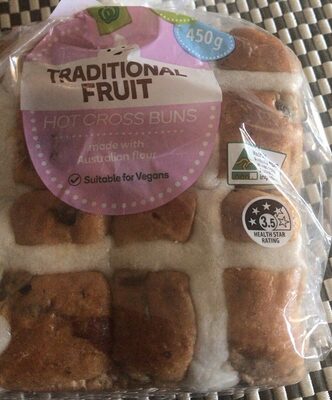 450g
TRADITIONAL
FRUIT
HOT CROSS BUNS
made with
Australian flour
Suitable for Vegans
3.5
HEALTH STAR
RATING